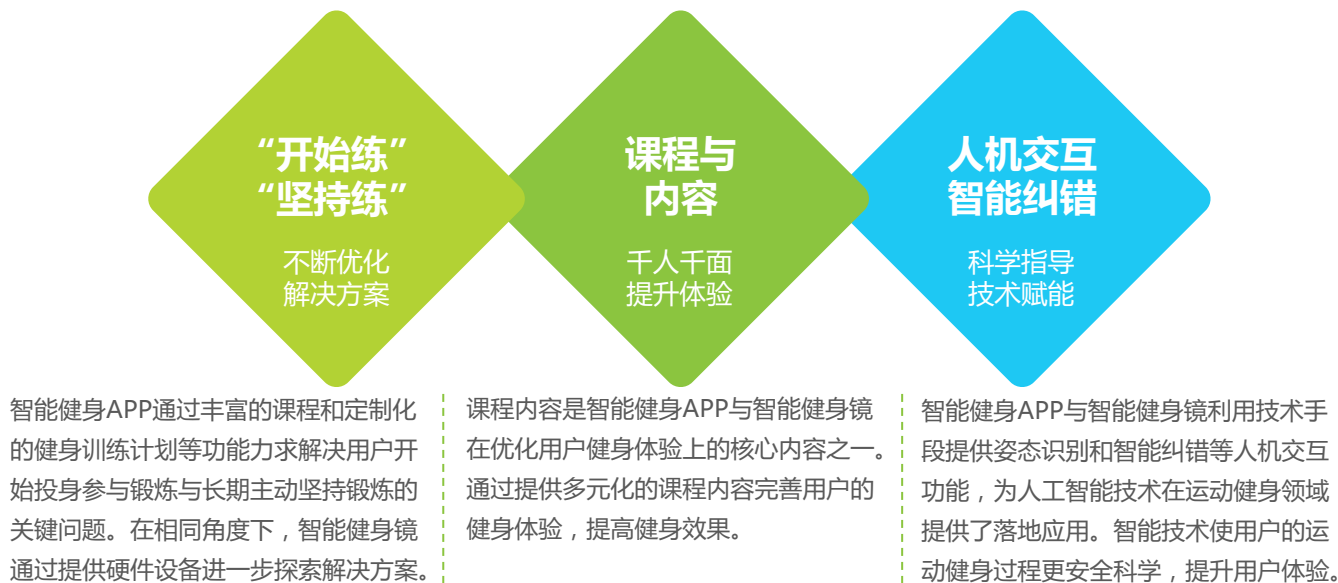 “开始练”
“坚持练”
不断优化
解决方案
课程与
内容
千人千面
提升体验
人机交互
智能纠错
科学指导
技术赋能
智能健身APP通过丰富的课程和定制化
的健身训练计划等功能力求解决用户开
始投身参与锻炼与长期主动坚持锻炼的
关键问题。在相同角度下，智能健身镜
通过提供硬件设备进一步探索解决方案。
课程内容是智能健身APP与智能健身镜
在优化用户健身体验上的核心内容之一。
通过提供多元化的课程内容完善用户的
健身体验，提高健身效果。
智能健身APP与智能健身镜利用技术手
段提供姿态识别和智能纠错等人机交互
功能，为人工智能技术在运动健身领域
提供了落地应用。智能技术使用户的运
动健身过程更安全科学，提升用户体验